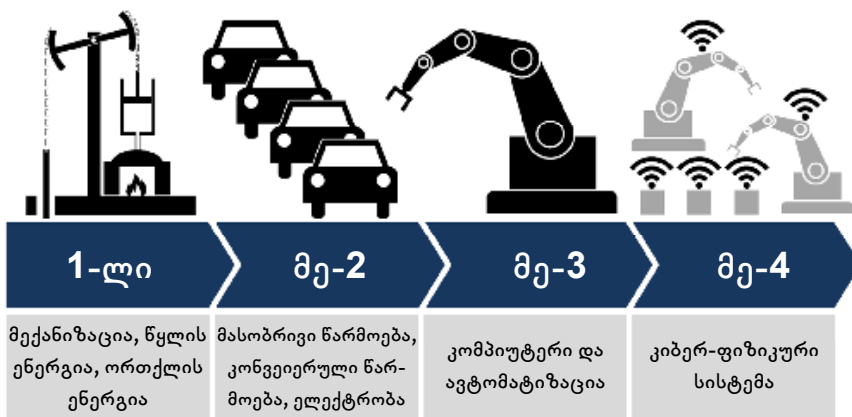 1-ლი
მე-2
მე-3
მე-4
მექანიზაცია, წყლის
ენერგია, ორთქლის
ენერგია
მასობრივი წარმოება,
კონვეიერული წარ-
მოება, ელექტრობა
კომპიუტერი და
ავტომატიზაცია
კიბერ-ფიზიკური
სისტემა